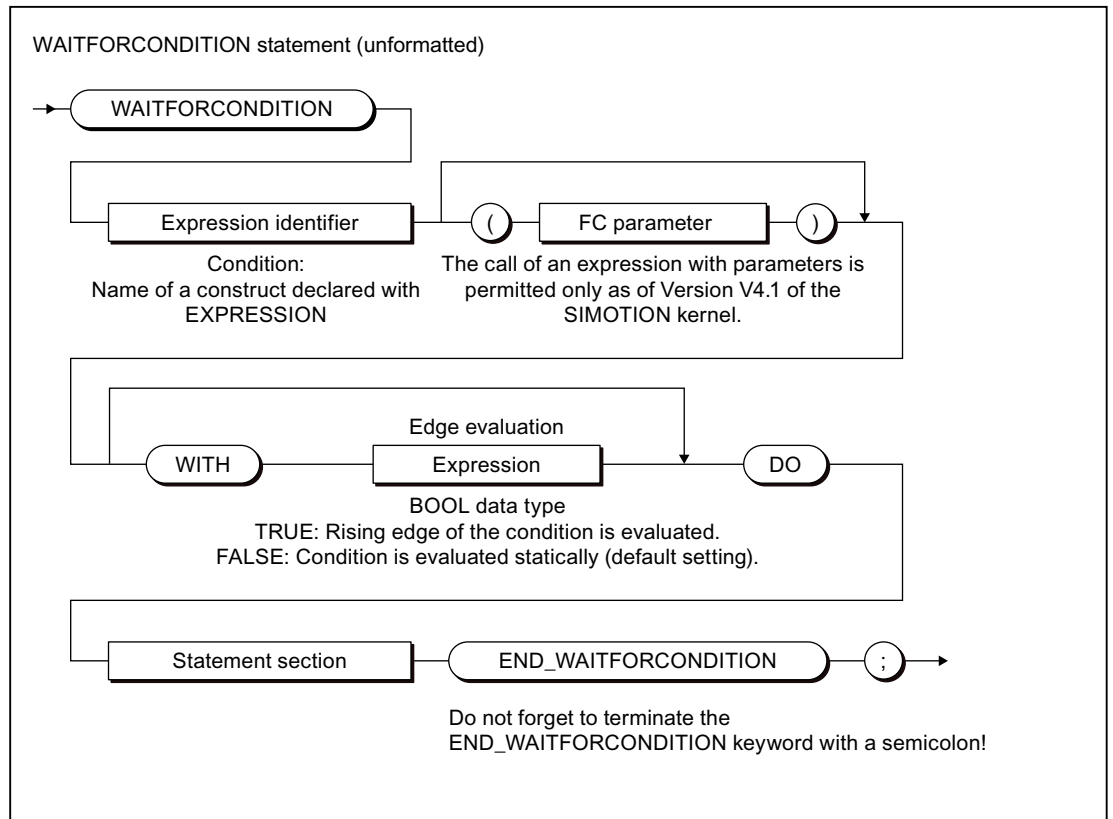 WAITFORCONDITION statement (unformatted)
WAITFORCONDITION
Expression identifier
(
FC parameter
)
Condition:
Name of a construct declared with
EXPRESSION
The call of an expression with parameters is
permitted only as of Version V4.1 of the
SIMOTION kernel.
Edge evaluation
WITH
Expression
DO
BOOL data type
TRUE: Rising edge of the condition is evaluated.
FALSE: Condition is evaluated statically (default setting).
Statement section
END_WAITFORCONDITION
;
Do not forget to terminate the
END_WAITFORCONDITION keyword with a semicolon!